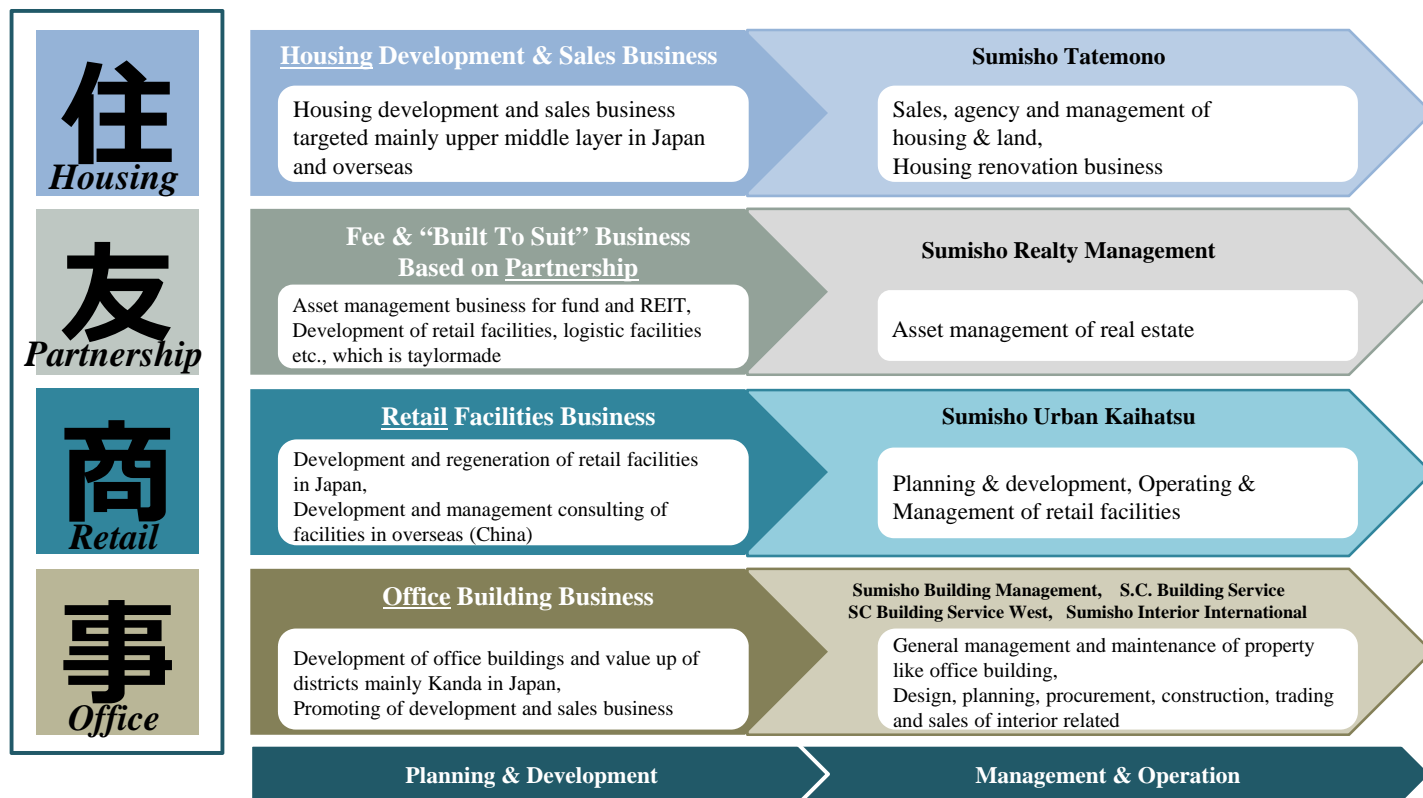 住
Housing
Housing Development & Sales Business
Housing development and sales business
targeted mainly upper middle layer in Japan
and overseas
Sumisho Tatemono
Sales, agency and management of
housing & land,
Housing renovation business
友
Partnership
Fee & “Built To Suit” Business
Based on Partnership
Asset management business for fund and REIT,
Development of retail facilities, logistic facilities
etc., which is taylormade
Sumisho Realty Management
Asset management of real estate
商
Retail
Retail Facilities Business
Development and regeneration of retail facilities
in Japan,
Development and management consulting of
facilities in overseas (China)
Sumisho Urban Kaihatsu
Planning & development, Operating &
Management of retail facilities
事
Office
Office Building Business
Development of office buildings and value up of
districts mainly Kanda in Japan,
Promoting of development and sales business
Sumisho Building Management, S.C. Building Service
SC Building Service West, Sumisho Interior International
General management and maintenance of property
like office building,
Design, planning, procurement, construction, trading
and sales of interior related
Planning & Development
Management & Operation